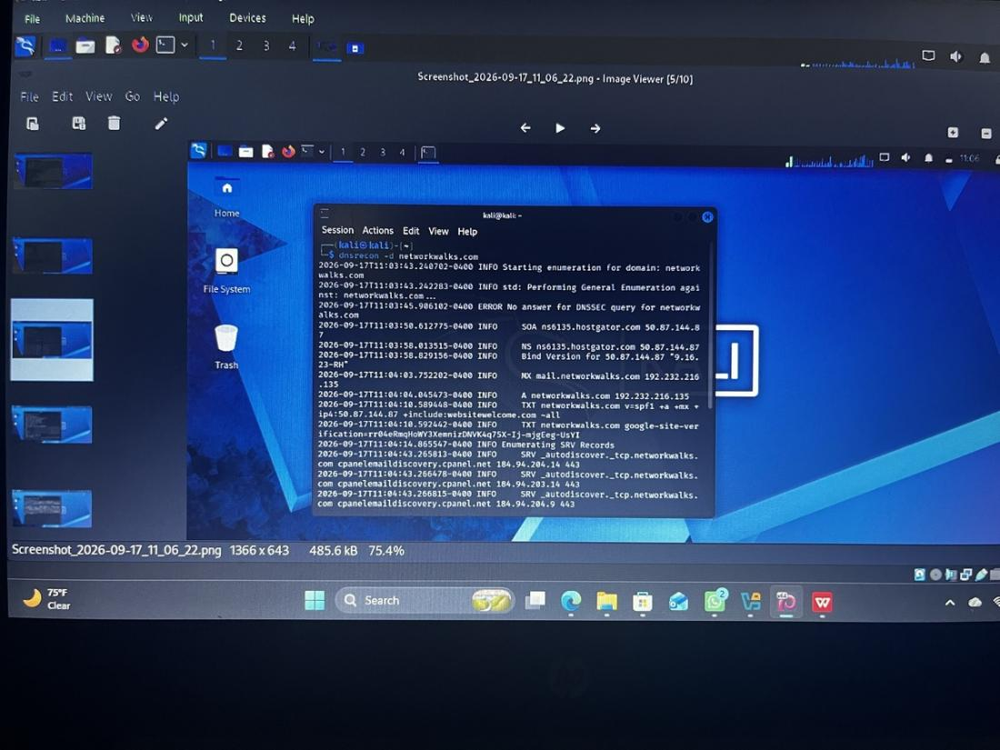 File Machine View Input Devices Help
1 2 3 4
Screenshot_2026-09-17_11_06_22.png - Image Viewer [5/10]
File Edit View Go Help
1 2 3 4
11:06
Home
File System
Trash
kali@kali: ~
Session Actions Edit View Help
┌──(kali㉿kali)-[~]
└─$ dnsrecon -d networkwalks.com
2026-09-17T11:03:43.240702-0400 INFO Starting enumeration for domain: network
walks.com
2026-09-17T11:03:43.242283-0400 INFO std: Performing General Enumeration agai
nst: networkwalks.com...
2026-09-17T11:03:45.906102-0400 ERROR No answer for DNSSEC query for networkw
alks.com
2026-09-17T11:03:50.612775-0400 INFO SOA ns6135.hostgator.com 50.87.144.8
7
2026-09-17T11:03:58.013515-0400 INFO NS ns6135.hostgator.com 50.87.144.87
2026-09-17T11:03:58.829156-0400 INFO Bind Version for 50.87.144.87 "9.16.
23-RH"
2026-09-17T11:04:03.752202-0400 INFO MX mail.networkwalks.com 192.232.216
.135
2026-09-17T11:04:04.045473-0400 INFO A networkwalks.com 192.232.216.135
2026-09-17T11:04:10.589448-0400 INFO TXT networkwalks.com v=spf1 +a +mx +
ip4:50.87.144.87 +include:websitewelcome.com ~all
2026-09-17T11:04:10.592442-0400 INFO TXT networkwalks.com google-site-ver
ification=rr04eRmqHoWY3XemnizDNVK4q75X-Ij-mjgEeg-UsYI
2026-09-17T11:04:14.865547-0400 INFO Enumerating SRV Records
2026-09-17T11:04:43.265813-0400 INFO SRV _autodiscover._tcp.networkwalks.
com cpanelemaildiscovery.cpanel.net 184.94.204.14 443
2026-09-17T11:04:43.266478-0400 INFO SRV _autodiscover._tcp.networkwalks.
com cpanelemaildiscovery.cpanel.net 184.94.203.14 443
2026-09-17T11:04:43.266815-0400 INFO SRV _autodiscover._tcp.networkwalks.
com cpanelemaildiscovery.cpanel.net 184.94.204.9 443
LI
Screenshot_2026-09-17_11_06_22.png 1366 x 643 485.6 kB 75.4%
75°F
Clear
Search
2
W
hp